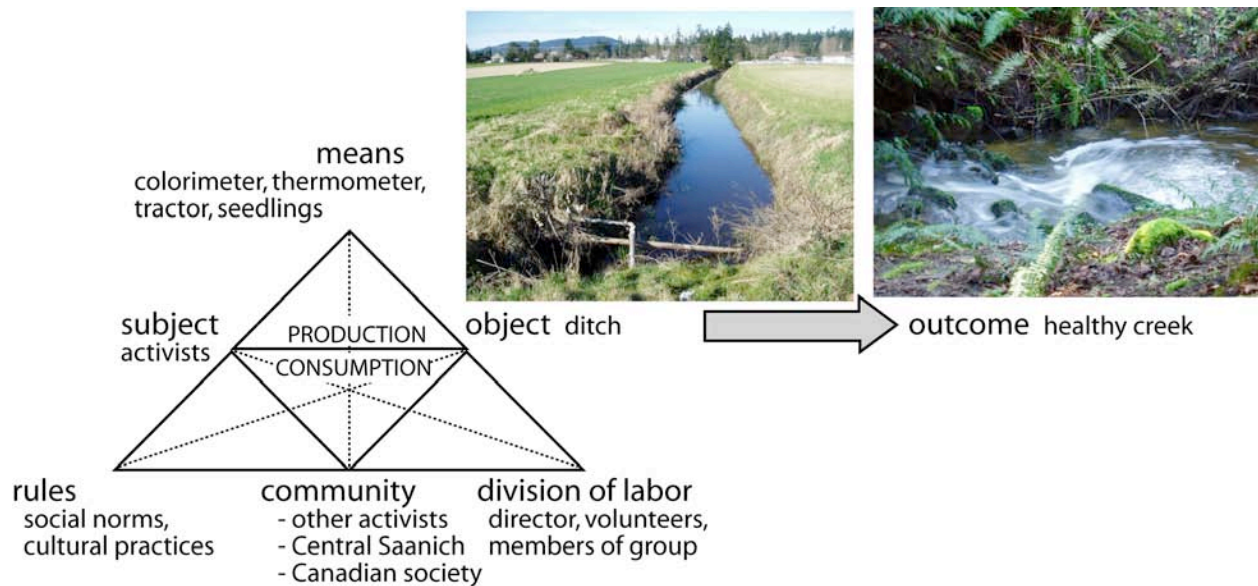 means
colorimeter, thermometer,
tractor, seedlings
subject
activists
PRODUCTION
CONSUMPTION
object ditch
outcome healthy creek
rules
social norms,
cultural practices
community
- other activists
- Central Saanich
- Canadian society
division of labor
director, volunteers,
members of group